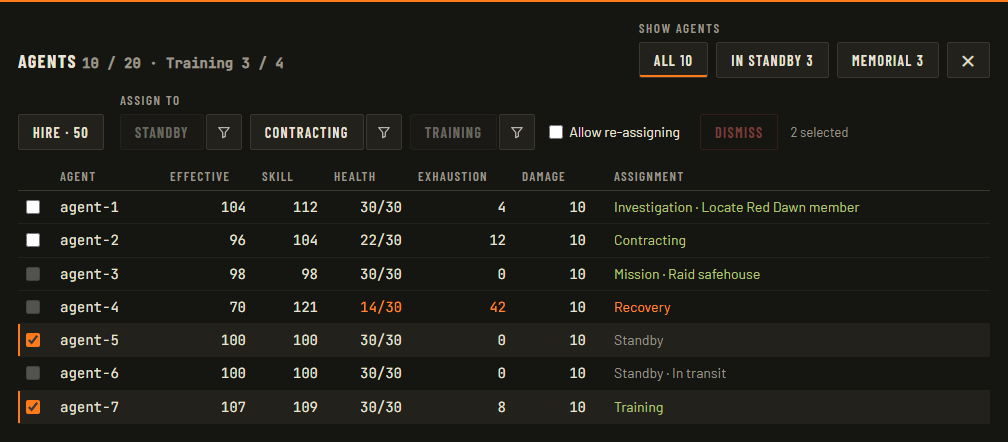 SHOW AGENTS
AGENTS 10 / 20 · Training 3 / 4
ALL 10 IN STANDBY 3 MEMORIAL 3 ✕
ASSIGN TO
HIRE · 50 STANDBY CONTRACTING TRAINING Allow re-assigning DISMISS 2 selected
AGENT EFFECTIVE SKILL HEALTH EXHAUSTION DAMAGE ASSIGNMENT
agent-1 104 112 30/30 4 10 Investigation · Locate Red Dawn member
agent-2 96 104 22/30 12 10 Contracting
agent-3 98 98 30/30 0 10 Mission · Raid safehouse
agent-4 70 121 14/30 42 10 Recovery
agent-5 100 100 30/30 0 10 Standby
agent-6 100 100 30/30 0 10 Standby · In transit
agent-7 107 109 30/30 8 10 Training